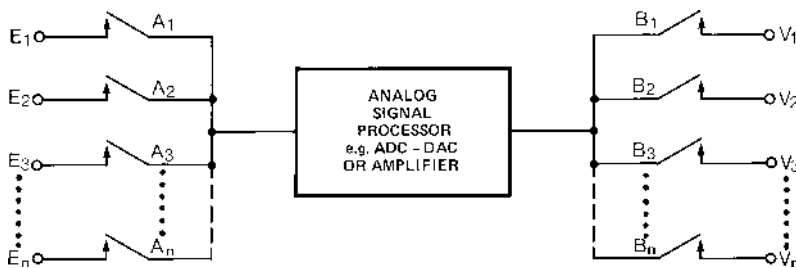 E1 A1 B1 V1
E2 A2 B2 V2
ANALOG
SIGNAL
PROCESSOR
e.g. ADC – DAC
OR AMPLIFIER
E3 A3 B3 V3
En An Bn Vn